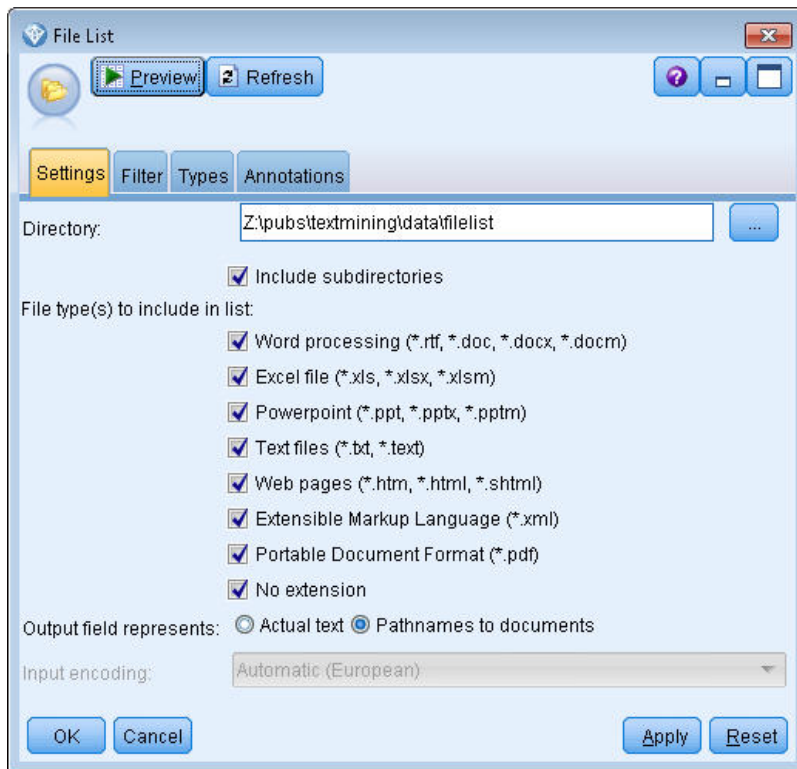 File List
Preview Refresh
Settings Filter Types Annotations
Directory: Z:\pubs\textmining\data\filelist ...
Include subdirectories
File type(s) to include in list:
Word processing (*.rtf, *.doc, *.docx, *.docm)
Excel file (*.xls, *.xlsx, *.xlsm)
Powerpoint (*.ppt, *.pptx, *.pptm)
Text files (*.txt, *.text)
Web pages (*.htm, *.html, *.shtml)
Extensible Markup Language (*.xml)
Portable Document Format (*.pdf)
No extension
Output field represents: Actual text Pathnames to documents
Input encoding: Automatic (European)
OK Cancel Apply Reset